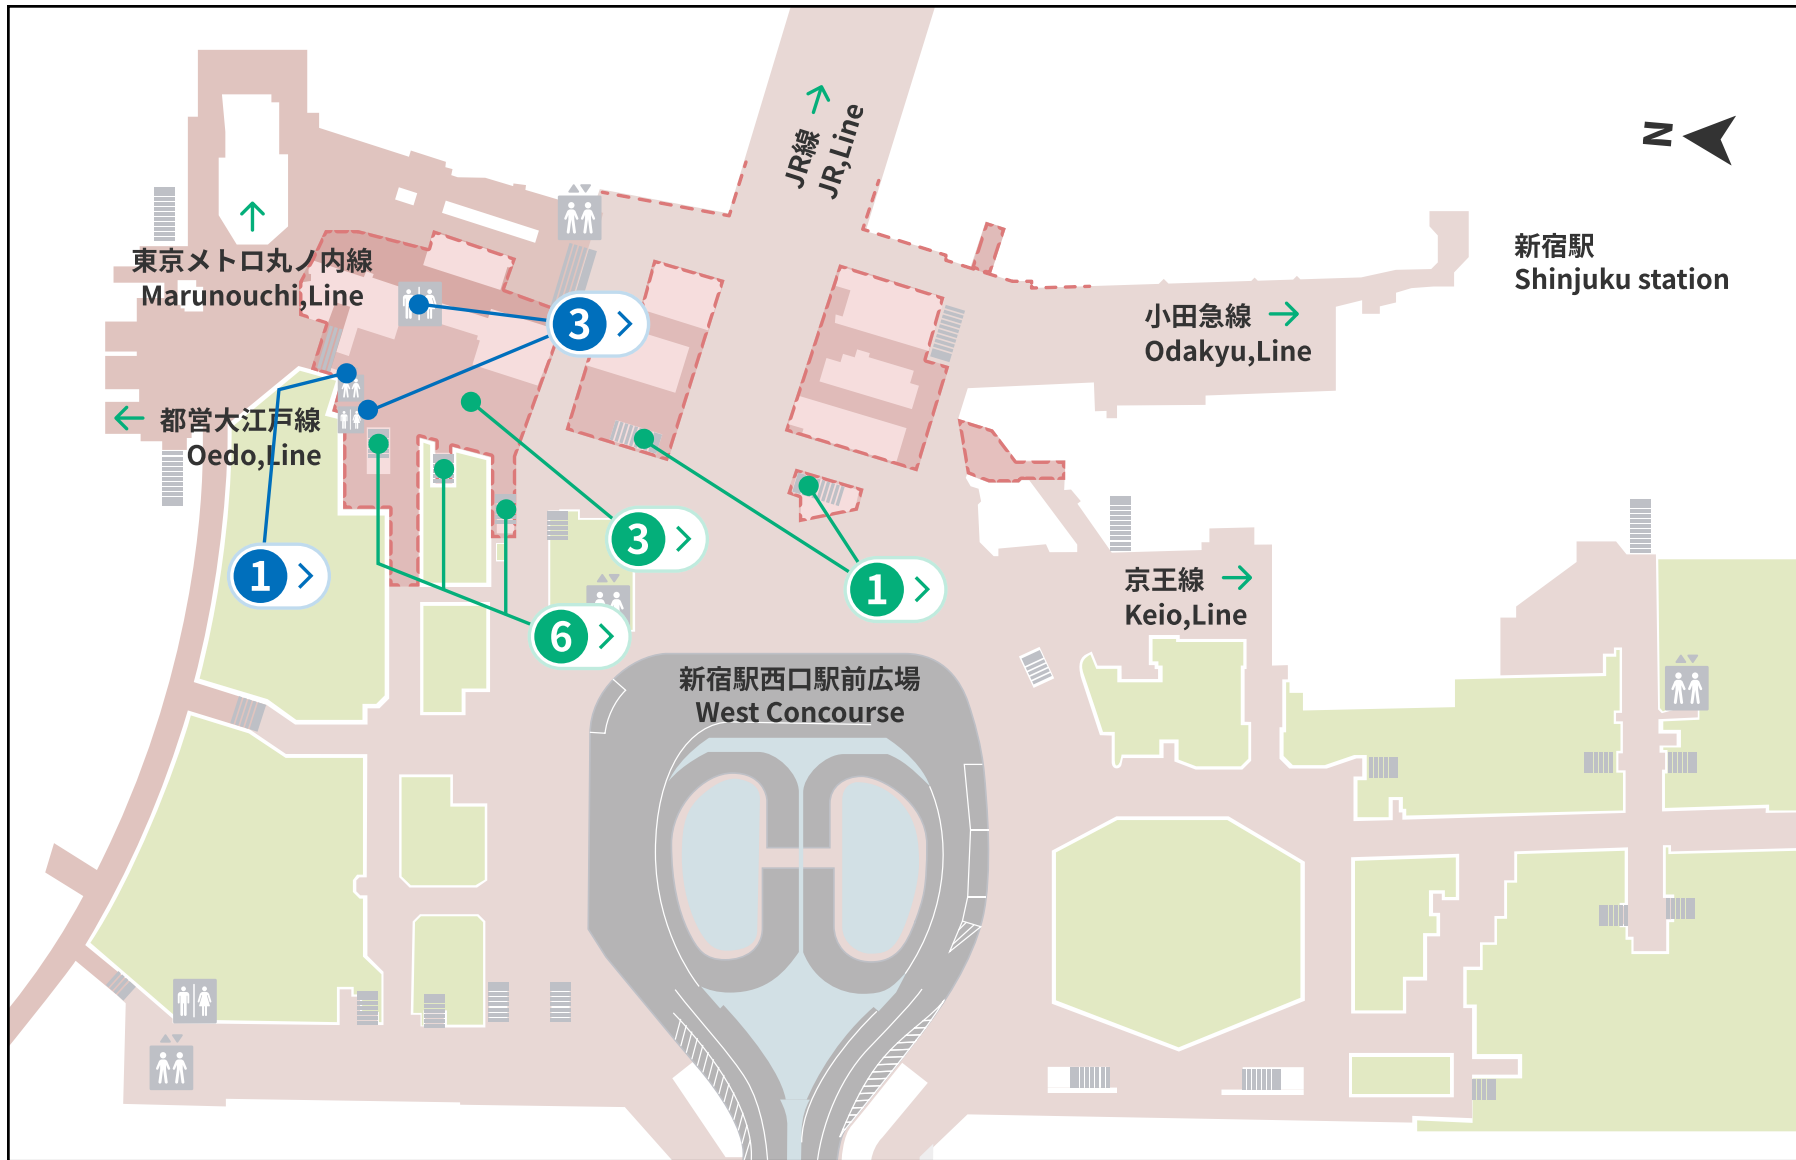 JR線
JR,Line
N
新宿駅
Shinjuku station
東京メトロ丸ノ内線
Marunouchi,Line
小田急線
Odakyu,Line
3
都営大江戸線
Oedo,Line
3
1
1
6
京王線
Keio,Line
新宿駅西口駅前広場
West Concourse